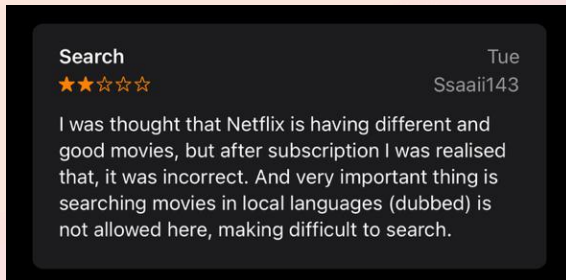 Search
Tue
★★☆☆☆
Ssaaii143
I was thought that Netflix is having different and
good movies, but after subscription I was realised
that, it was incorrect. And very important thing is
searching movies in local languages (dubbed) is
not allowed here, making difficult to search.